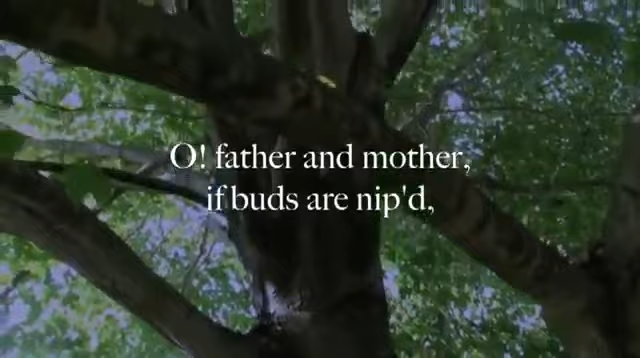 O! father and mother,
if buds are nip'd,